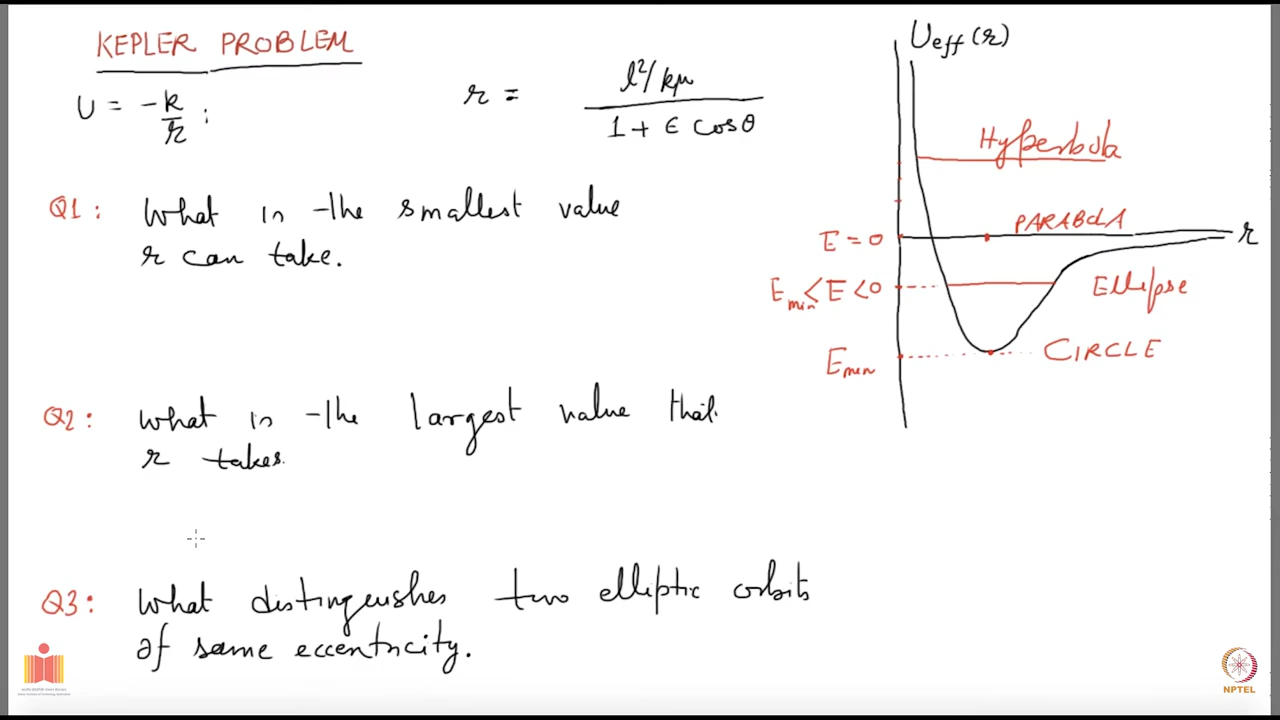 KEPLER PROBLEM
U = -k/r ;
r = l²/kμ / 1 + ϵ cosθ
Q1: What is the smallest value
r can take.
Q2: What is the largest value that
r takes.
Q3: What distinguishes two elliptic orbits
of same eccentricity.
Ueff(r)
Hyperbola
E = 0
PARABOLA
r
Emin < E < 0
Ellipse
Emin
CIRCLE
NPTEL